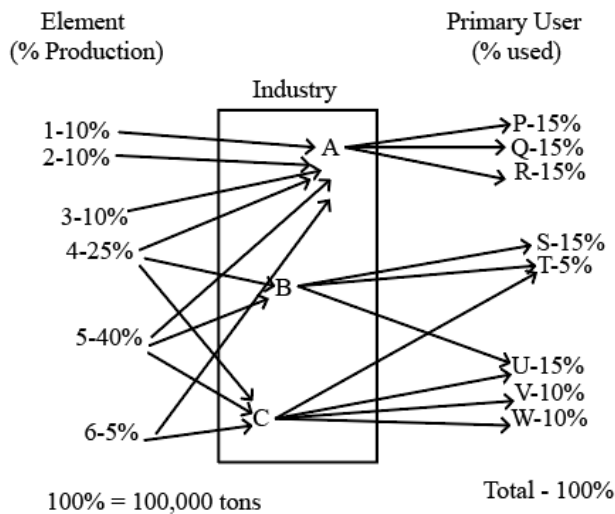 Element
(% Production)
Primary User
(% used)
Industry
1-10%
2-10%
3-10%
4-25%
5-40%
6-5%
A
B
C
P-15%
Q-15%
R-15%
S-15%
T-5%
U-15%
V-10%
W-10%
100% = 100,000 tons
Total - 100%